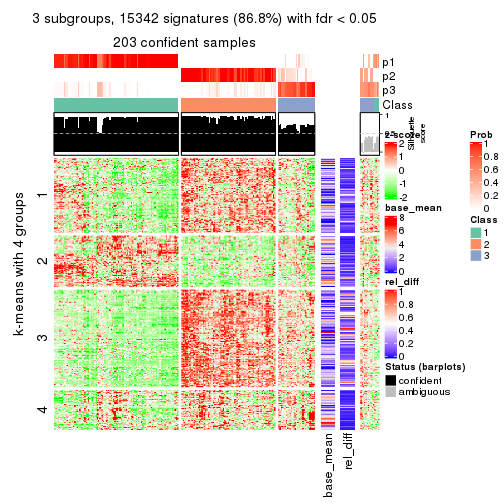 3 subgroups, 15342 signatures (86.8%) with fdr < 0.05
203 confident samples
p1
p2
p3
Class
1
Silhouette
score
z-score
2
1
0
-1
-2
base_mean
8
6
4
2
0
rel_diff
1
0.8
0.6
0.4
0.2
0
Status (barplots)
confident
ambiguous
Prob
1
0.8
0.6
0.4
0.2
0
Class
1
2
3
k-means with 4 groups
1
2
3
4
base_mean
rel_diff